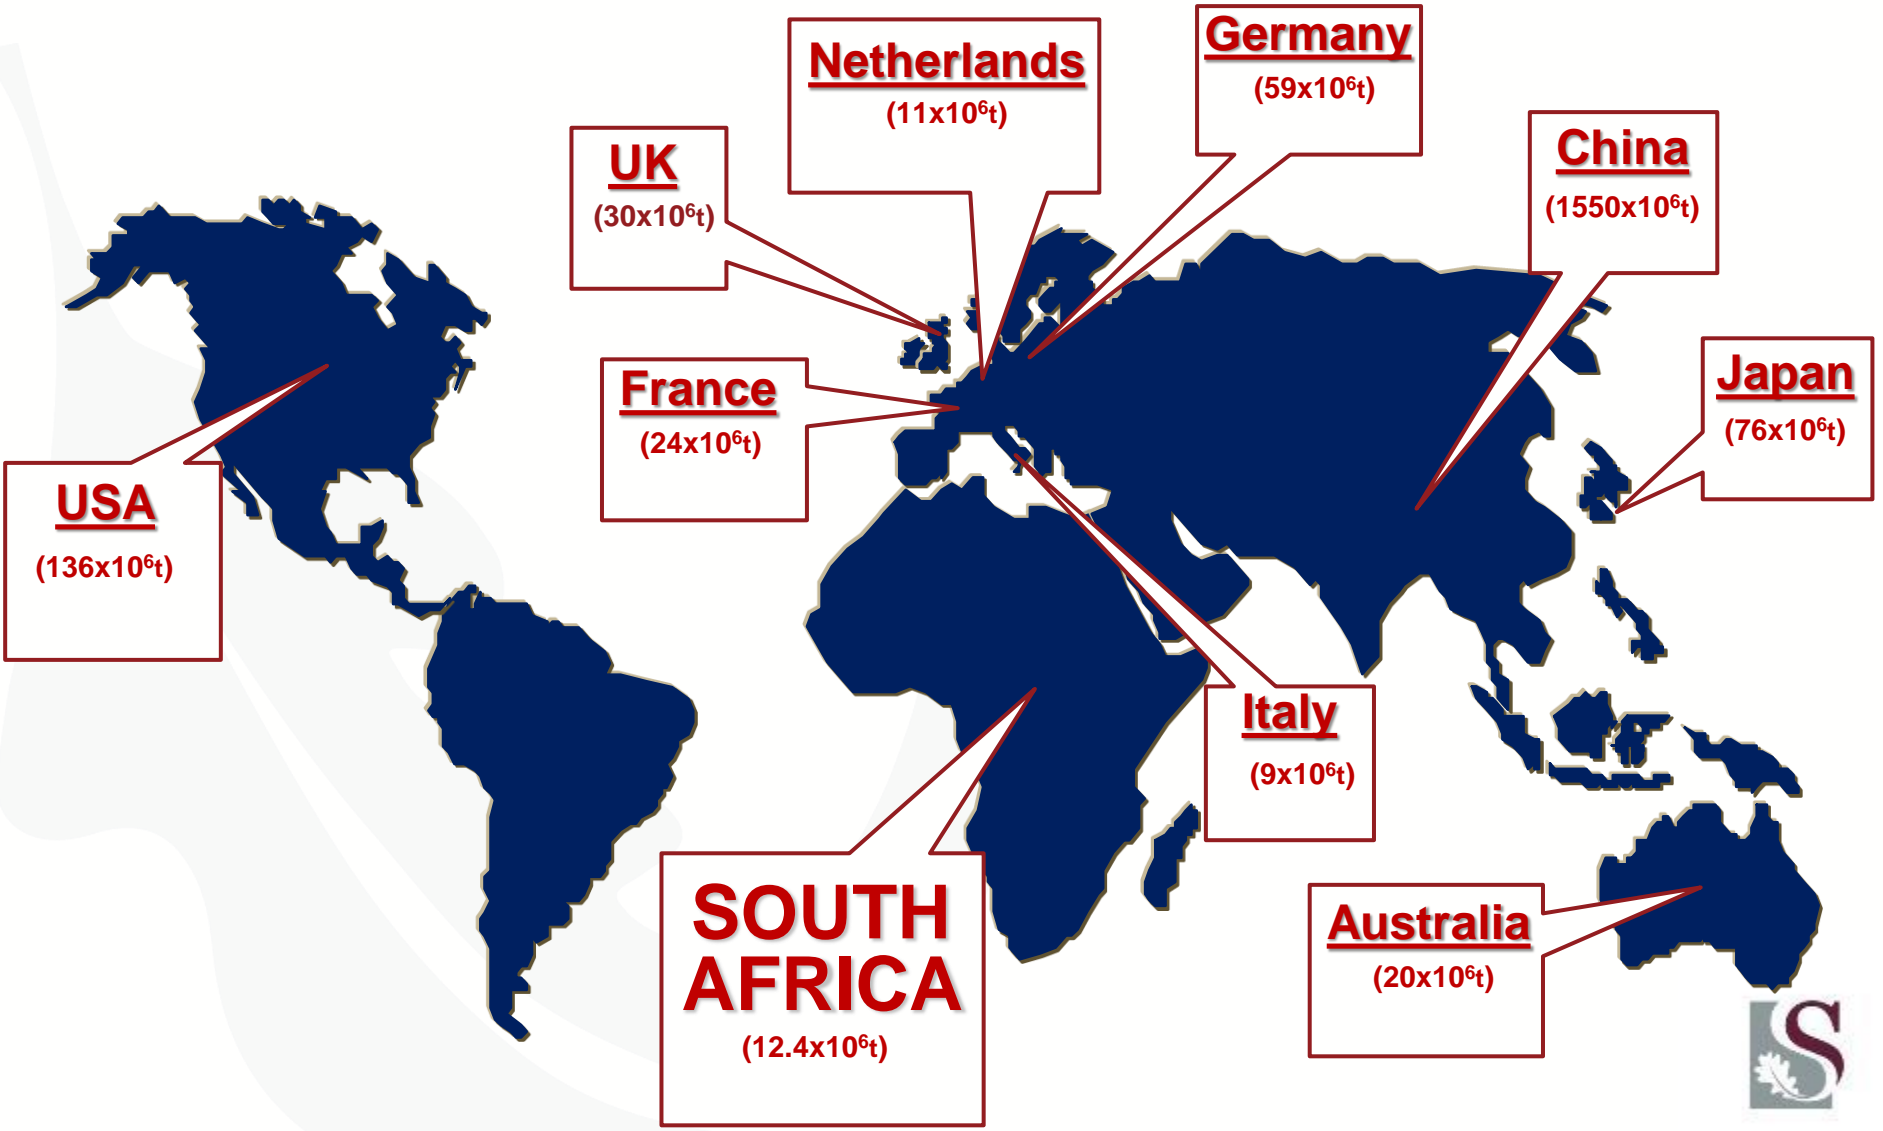 Netherlands
(11x10⁶t)
Germany
(59x10⁶t)
UK
(30x10⁶t)
China
(1550x10⁶t)
France
(24x10⁶t)
Japan
(76x10⁶t)
USA
(136x10⁶t)
Italy
(9x10⁶t)
SOUTH
AFRICA
(12.4x10⁶t)
Australia
(20x10⁶t)
S